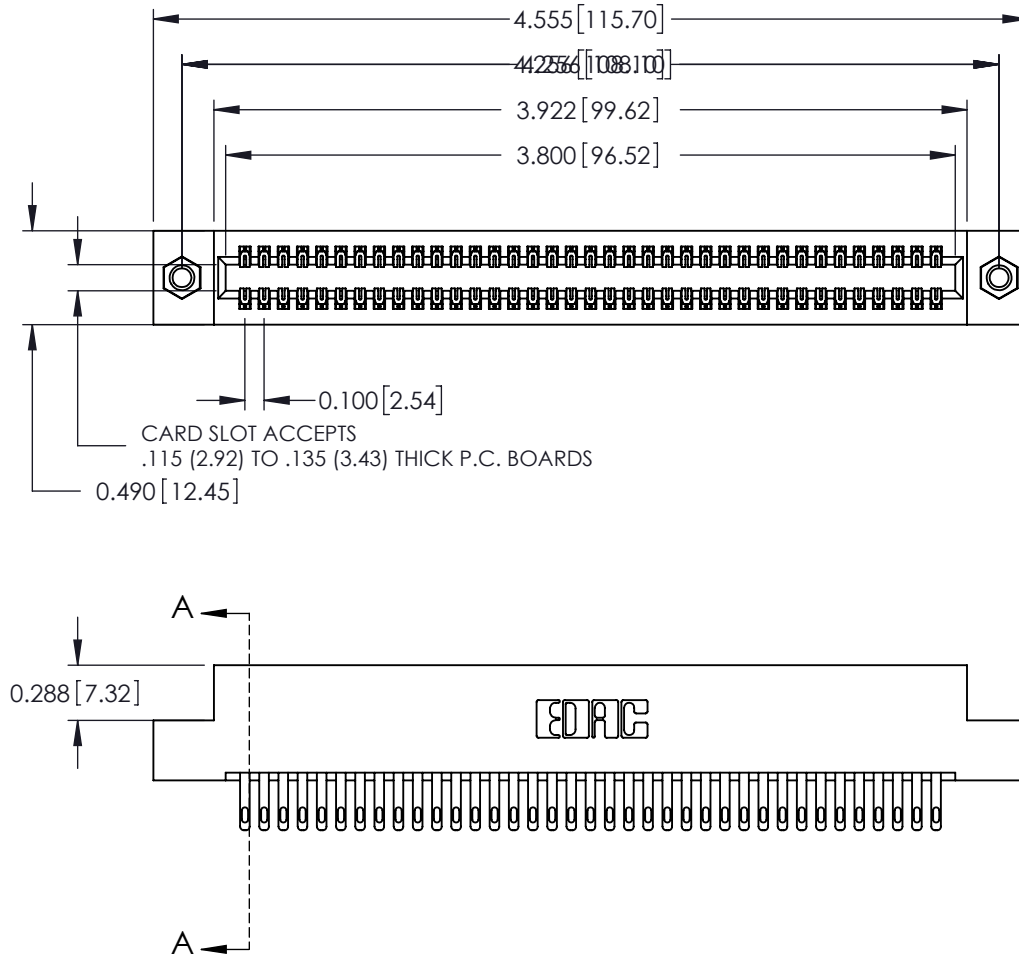 4.555[115.70]
3.922[99.62]
3.800[96.52]
0.100[2.54]
CARD SLOT ACCEPTS
.115 (2.92) TO .135 (3.43) THICK P.C. BOARDS
0.490[12.45]
A
0.288[7.32]
EDAC
A